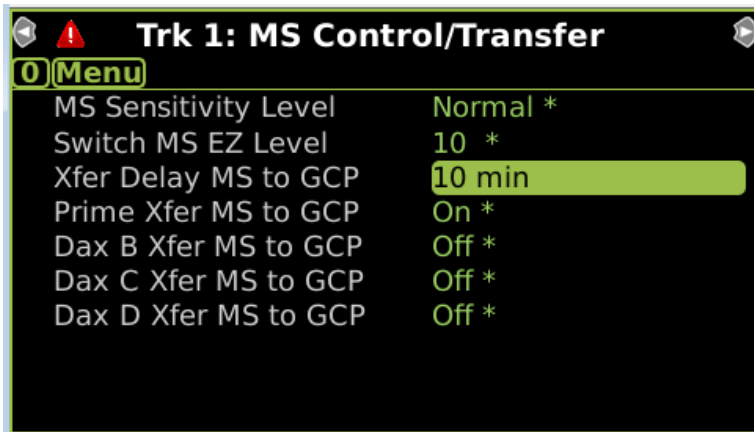 Trk 1: MS Control/Transfer
0) Menu
MS Sensitivity Level Normal *
Switch MS EZ Level 10 *
Xfer Delay MS to GCP 10 min
Prime Xfer MS to GCP On *
Dax B Xfer MS to GCP Off *
Dax C Xfer MS to GCP Off *
Dax D Xfer MS to GCP Off *